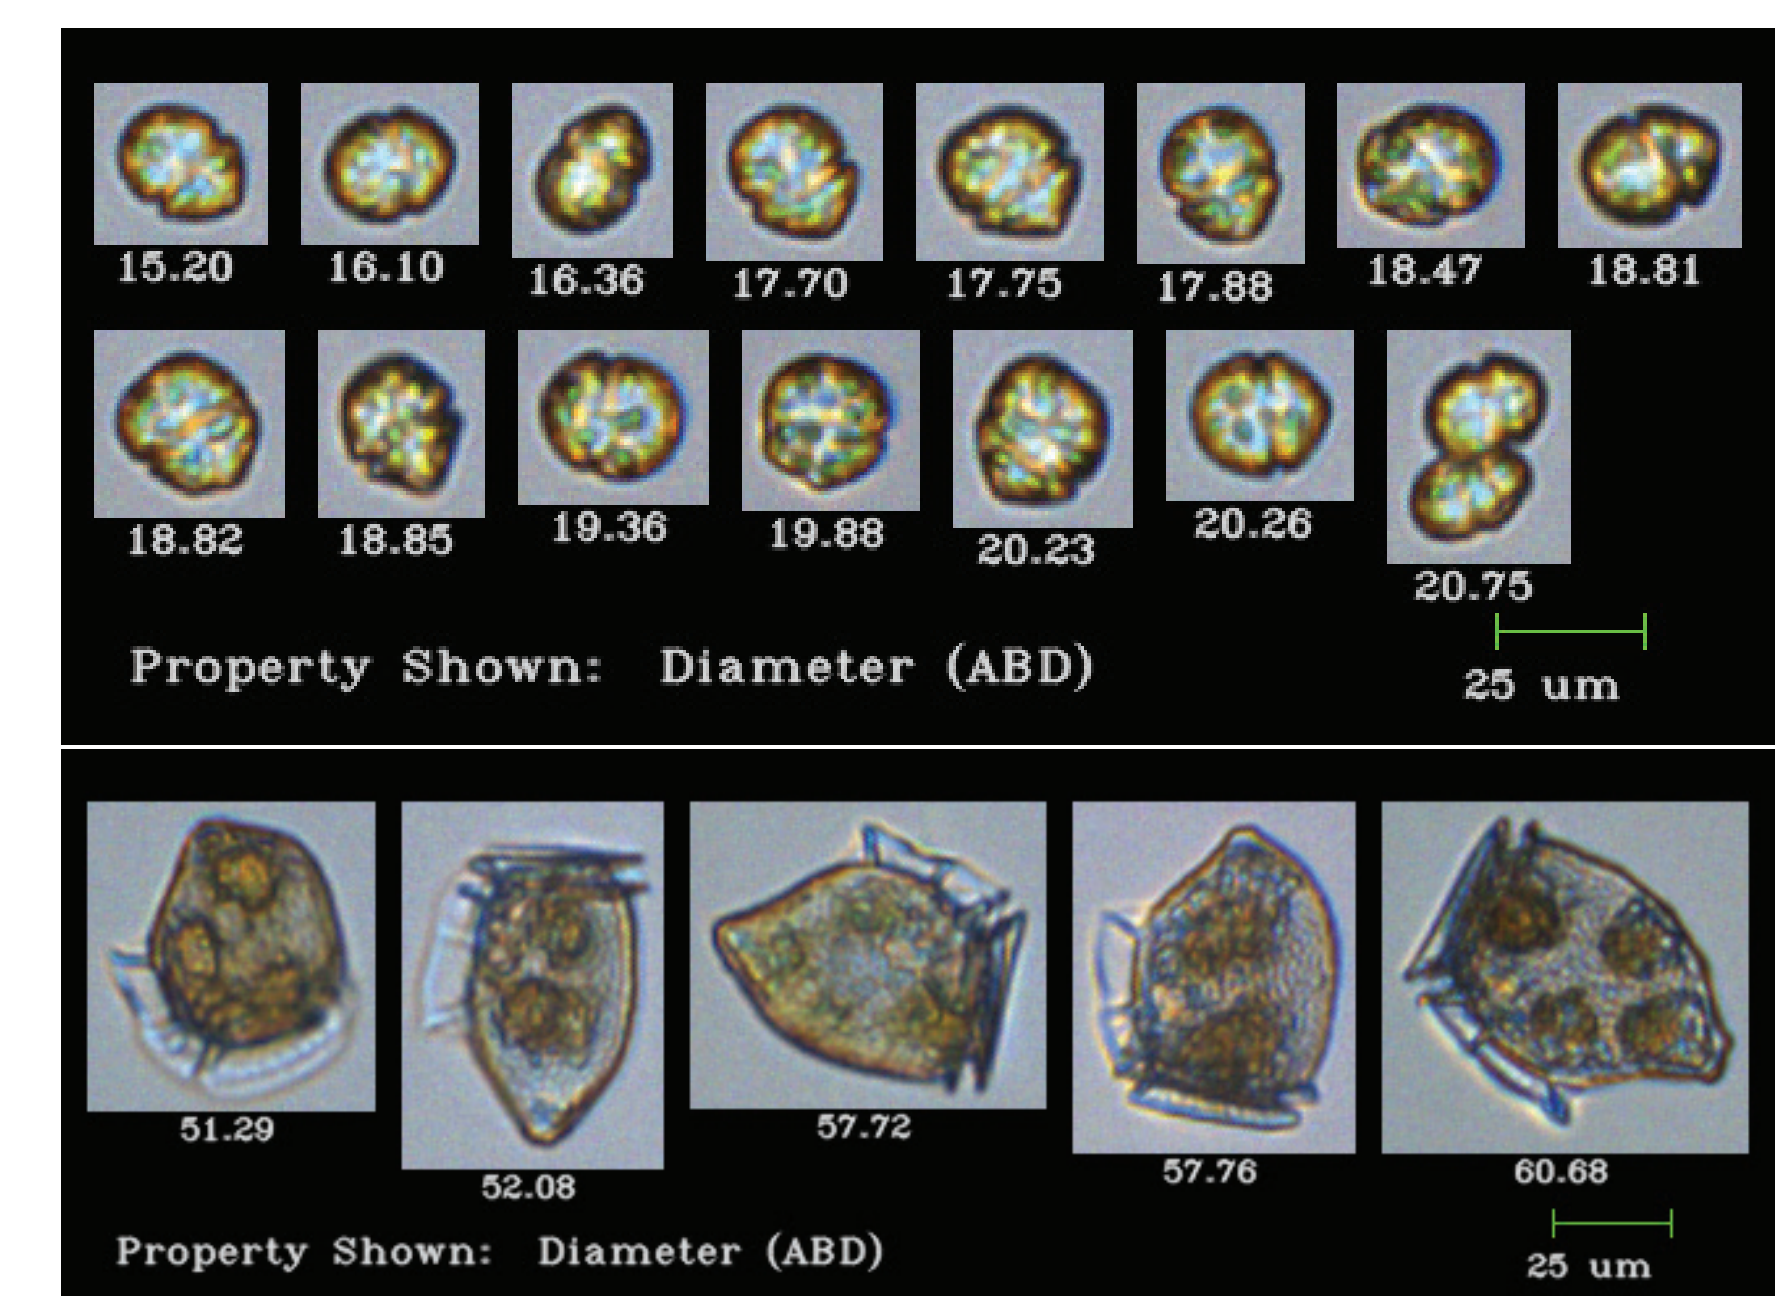 15.20 16.10 16.36 17.70 17.75 17.88 18.47 18.81
18.82 18.85 19.36 19.88 20.23 20.26 20.75
25 um
Property Shown: Diameter (ABD)
51.29 52.08 57.72 57.76 60.68
25 um
Property Shown: Diameter (ABD)